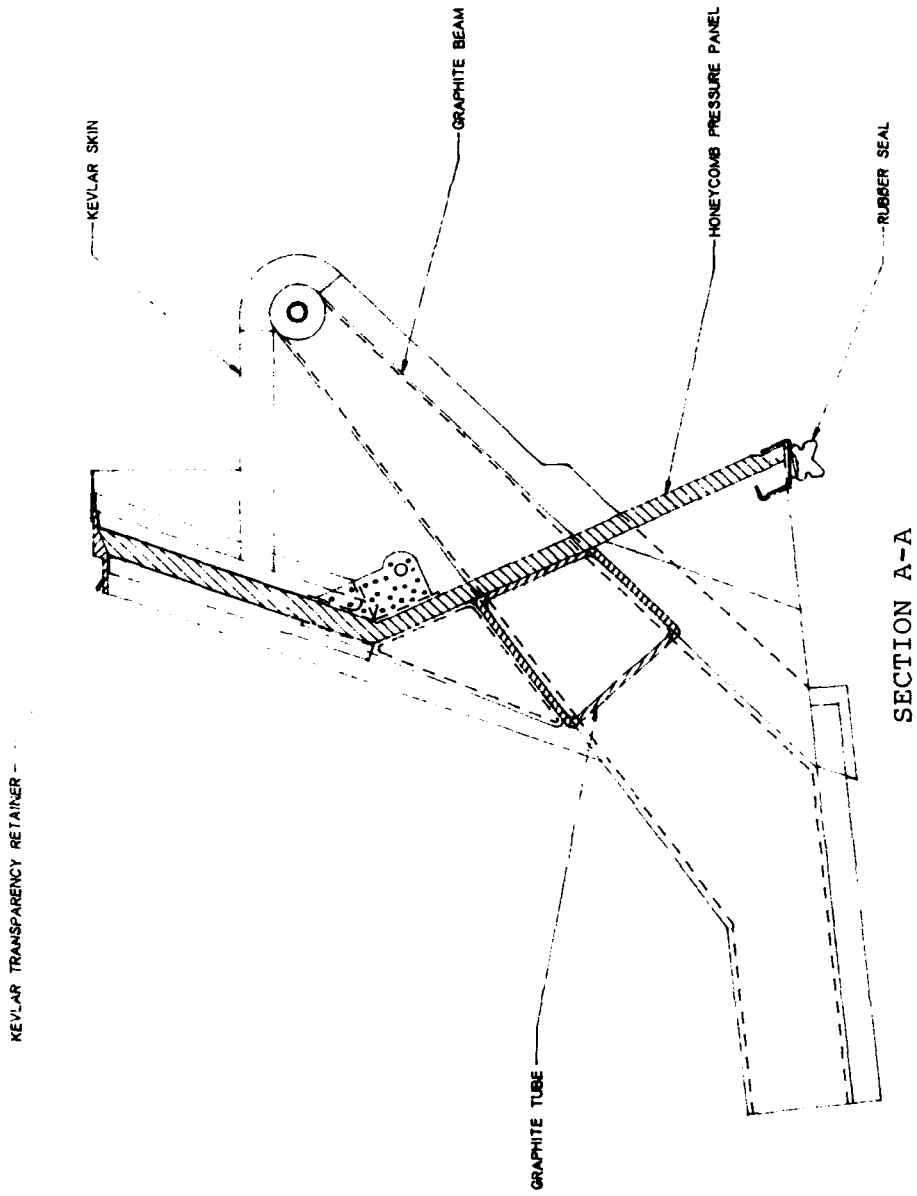 KEVLAR TRANSPARENCY RETAINER
KEVLAR SKIN
GRAPHITE BEAM
HONEYCOMB PRESSURE PANEL
RUBBER SEAL
GRAPHITE TUBE
SECTION A-A